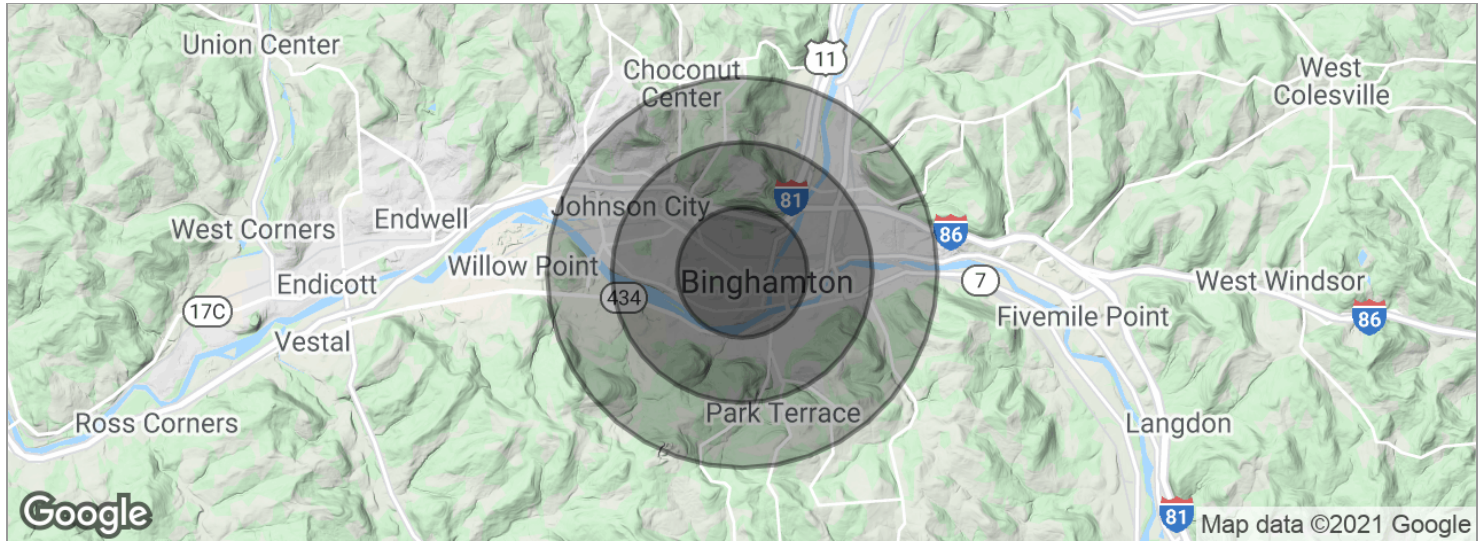 Union Center
11
Choconut
Center
West
Colesville
81
Johnson City
Endwell
West Corners
86
Willow Point
Endicott
Binghamton
7
West Windsor
434
17C
Fivemile Point
86
Vestal
Park Terrace
Ross Corners
Langdon
Google
81
Map data ©2021 Google